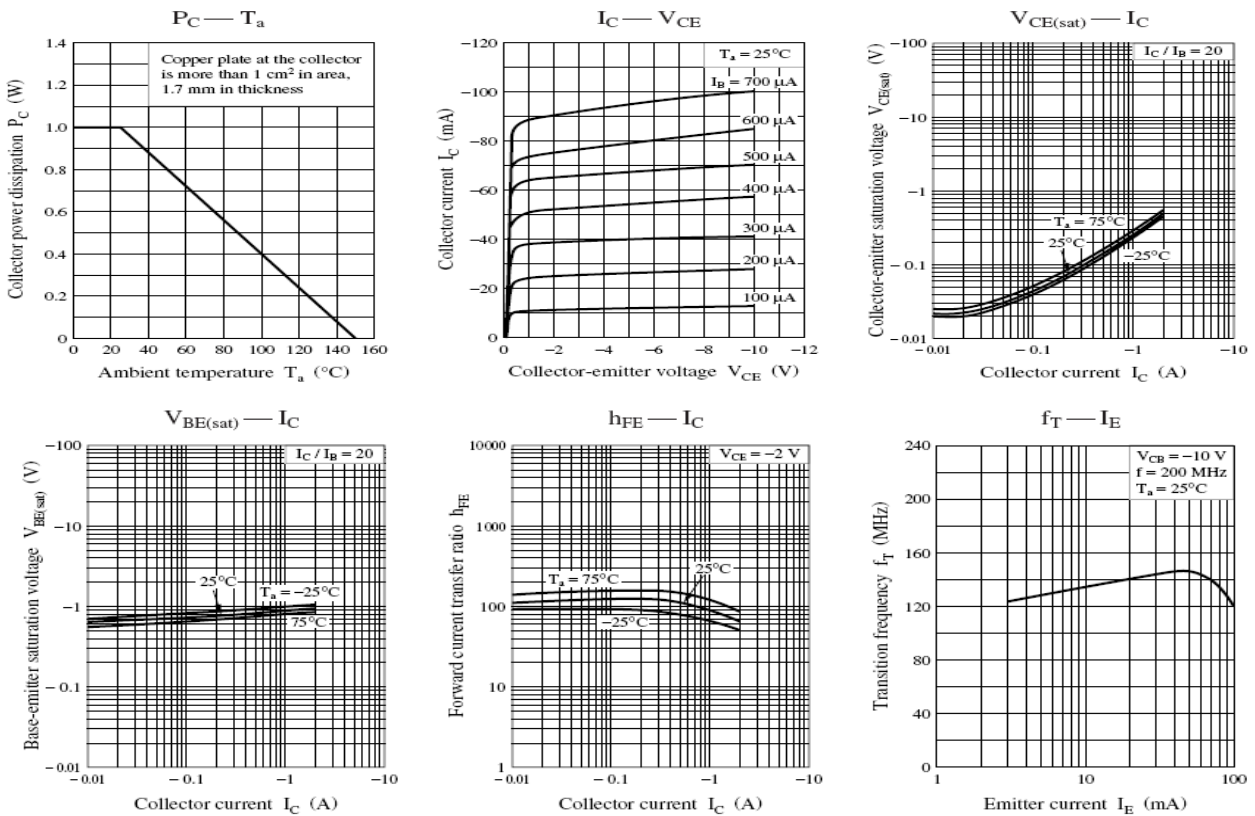 P_C — T_a
Collector power dissipation P_C (W)
1.4
1.2
1.0
0.8
0.6
0.4
0.2
0
Copper plate at the collector
is more than 1 cm² in area,
1.7 mm in thickness
0 20 40 60 80 100 120 140 160
Ambient temperature T_a (°C)
I_C — V_CE
Collector current I_C (mA)
−120
−100
−80
−60
−40
−20
0
T_a = 25°C
I_B = 700 µA
600 µA
500 µA
400 µA
300 µA
200 µA
100 µA
0 −2 −4 −6 −8 −10 −12
Collector-emitter voltage V_CE (V)
V_CE(sat) — I_C
Collector-emitter saturation voltage V_CE(sat) (V)
−100
−10
−1
−0.1
−0.01
I_C / I_B = 20
T_a = 75°C
25°C
−25°C
−0.01 −0.1 −1 −10
Collector current I_C (A)
V_BE(sat) — I_C
Base-emitter saturation voltage V_BE(sat) (V)
−100
−10
−1
−0.1
−0.01
I_C / I_B = 20
25°C
T_a = −25°C
75°C
−0.01 −0.1 −1 −10
Collector current I_C (A)
h_FE — I_C
Forward current transfer ratio h_FE
10000
1000
100
10
1
V_CE = −2 V
T_a = 75°C
25°C
−25°C
−0.01 −0.1 −1 −10
Collector current I_C (A)
f_T — I_E
Transition frequency f_T (MHz)
240
200
160
120
80
40
0
V_CB = −10 V
f = 200 MHz
T_a = 25°C
1 10 100
Emitter current I_E (mA)